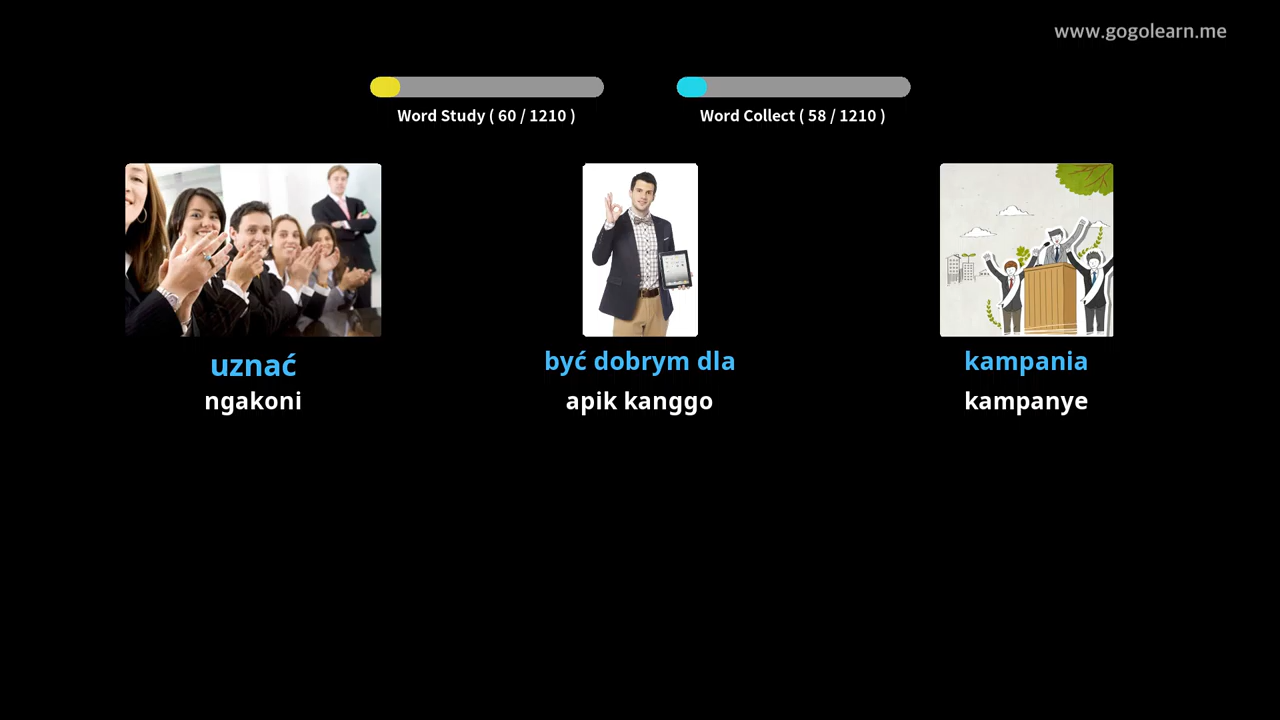 www.gogolearn.me
Word Study ( 60 / 1210 )
Word Collect ( 58 / 1210 )
uznać
ngakoni
być dobrym dla
apik kanggo
kampania
kampanye